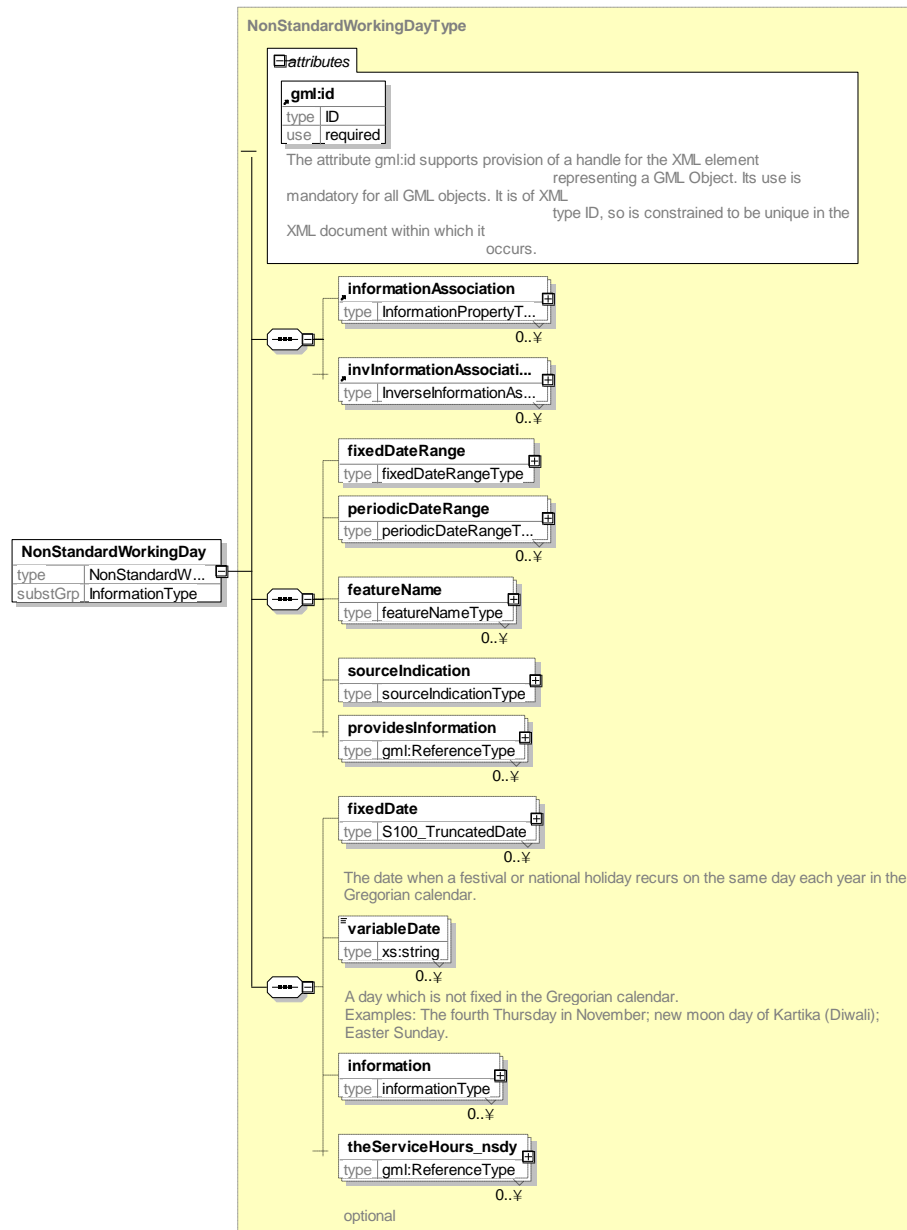 NonStandardWorkingDayType
attributes
gml:id
type ID
use required
The attribute gml:id supports provision of a handle for the XML element
representing a GML Object. Its use is
mandatory for all GML objects. It is of XML
type ID, so is constrained to be unique in the
XML document within which it
occurs.
informationAssociation
type InformationPropertyT...
0..¥
invInformationAssociati...
type InverseInformationAs...
0..¥
fixedDateRange
type fixedDateRangeType
periodicDateRange
type periodicDateRangeT...
0..¥
NonStandardWorkingDay
type NonStandardW...
substGrp InformationType
featureName
type featureNameType
0..¥
sourceIndication
type sourceIndicationType
providesInformation
type gml:ReferenceType
0..¥
fixedDate
type S100_TruncatedDate
0..¥
The date when a festival or national holiday recurs on the same day each year in the
Gregorian calendar.
variableDate
type xs:string
0..¥
A day which is not fixed in the Gregorian calendar.
Examples: The fourth Thursday in November; new moon day of Kartika (Diwali);
Easter Sunday.
information
type informationType
0..¥
theServiceHours_nsdy
type gml:ReferenceType
0..¥
optional